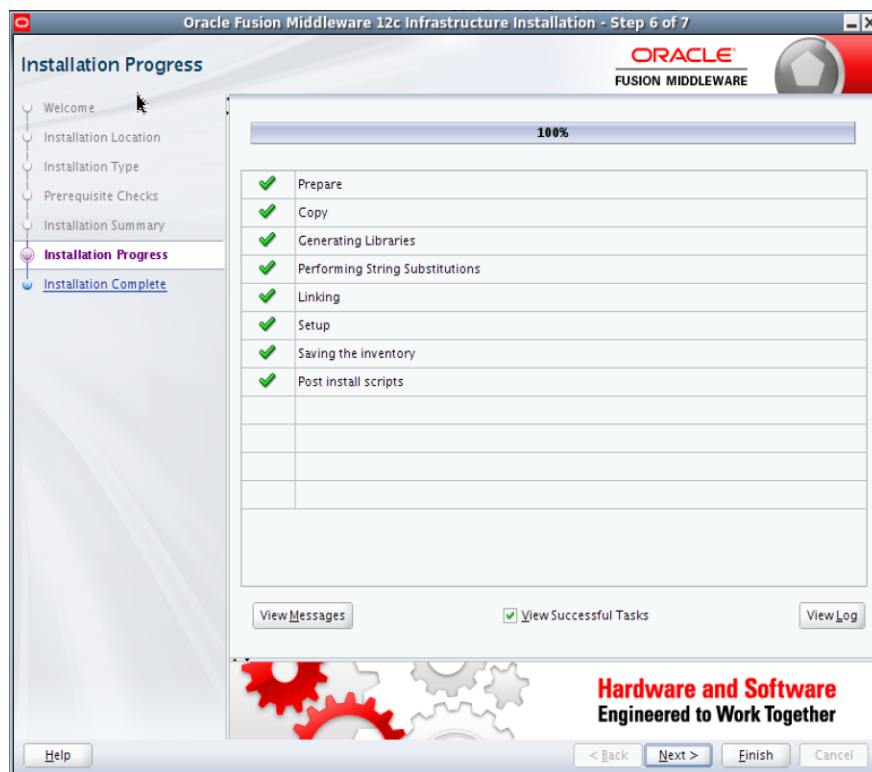 Oracle Fusion Middleware 12c Infrastructure Installation - Step 6 of 7
Installation Progress
ORACLE
FUSION MIDDLEWARE
Welcome
Installation Location
Installation Type
Prerequisite Checks
Installation Summary
Installation Progress
Installation Complete
100%
Prepare
Copy
Generating Libraries
Performing String Substitutions
Linking
Setup
Saving the inventory
Post install scripts
View Messages
View Successful Tasks
View Log
Hardware and Software
Engineered to Work Together
Help
< Back
Next >
Finish
Cancel